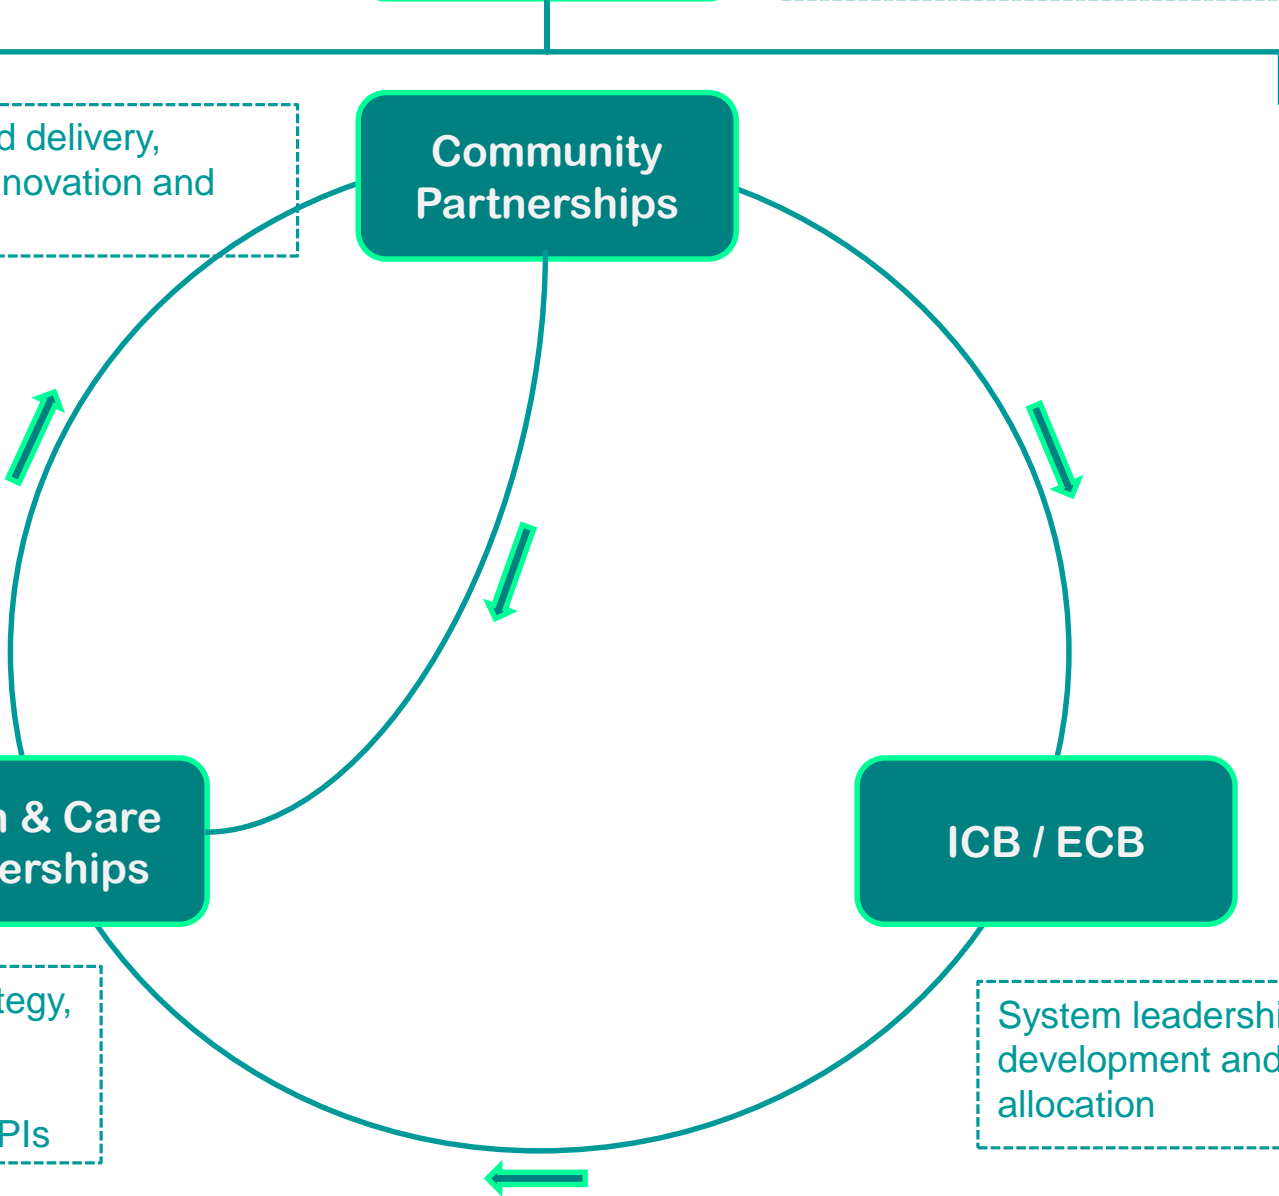 d delivery,
novation and
Community
Partnerships
& Care
erships
ICB / ECB
tegy,
PIs
System leadershi
development and
allocation